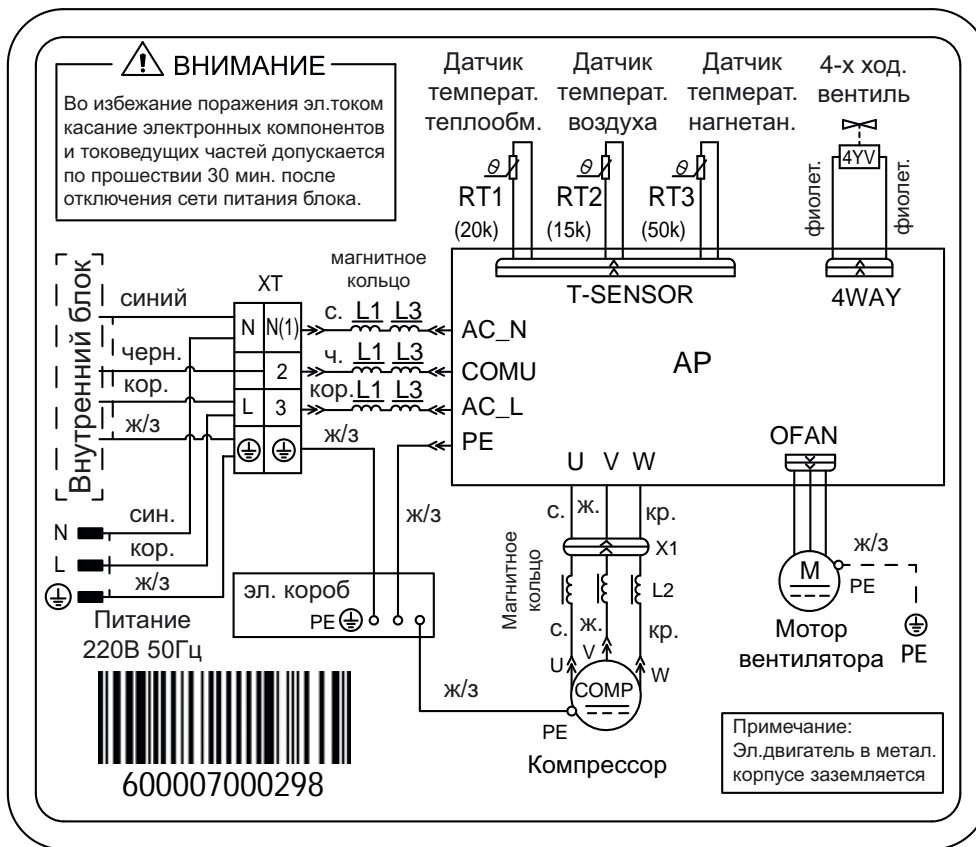 ВНИМАНИЕ
Во избежание поражения эл.током
касание электронных компонентов
и токоведущих частей допускается
по прошествии 30 мин. после
отключения сети питания блока.
Датчик
температ.
теплообм.
Датчик
температ.
воздуха
Датчик
тепмерат.
нагнетан.
4-х ход.
вентиль
4YV
фиолет.
фиолет.
θ
RT1
(20k)
θ
RT2
(15k)
θ
RT3
(50k)
T-SENSOR
4WAY
AP
магнитное
кольцо
Внутренний блок
синий
черн.
кор.
ж/з
XT
N N(1)
2
L 3
с. L1 L3
ч. L1 L3
кор. L1 L3
AC_N
COMU
AC_L
PE
ж/з
ж/з
OFAN
U V W
с. ж. кр.
X1
Магнитное
кольцо
L2
с. ж. кр.
U V W
COMP
PE
Компрессор
N
L
син.
кор.
ж/з
Питание
220В 50Гц
эл. короб
PE
ж/з
M
ж/з
PE
PE
Мотор
вентилятора
600007000298
Примечание:
Эл.двигатель в метал.
корпусе заземляется